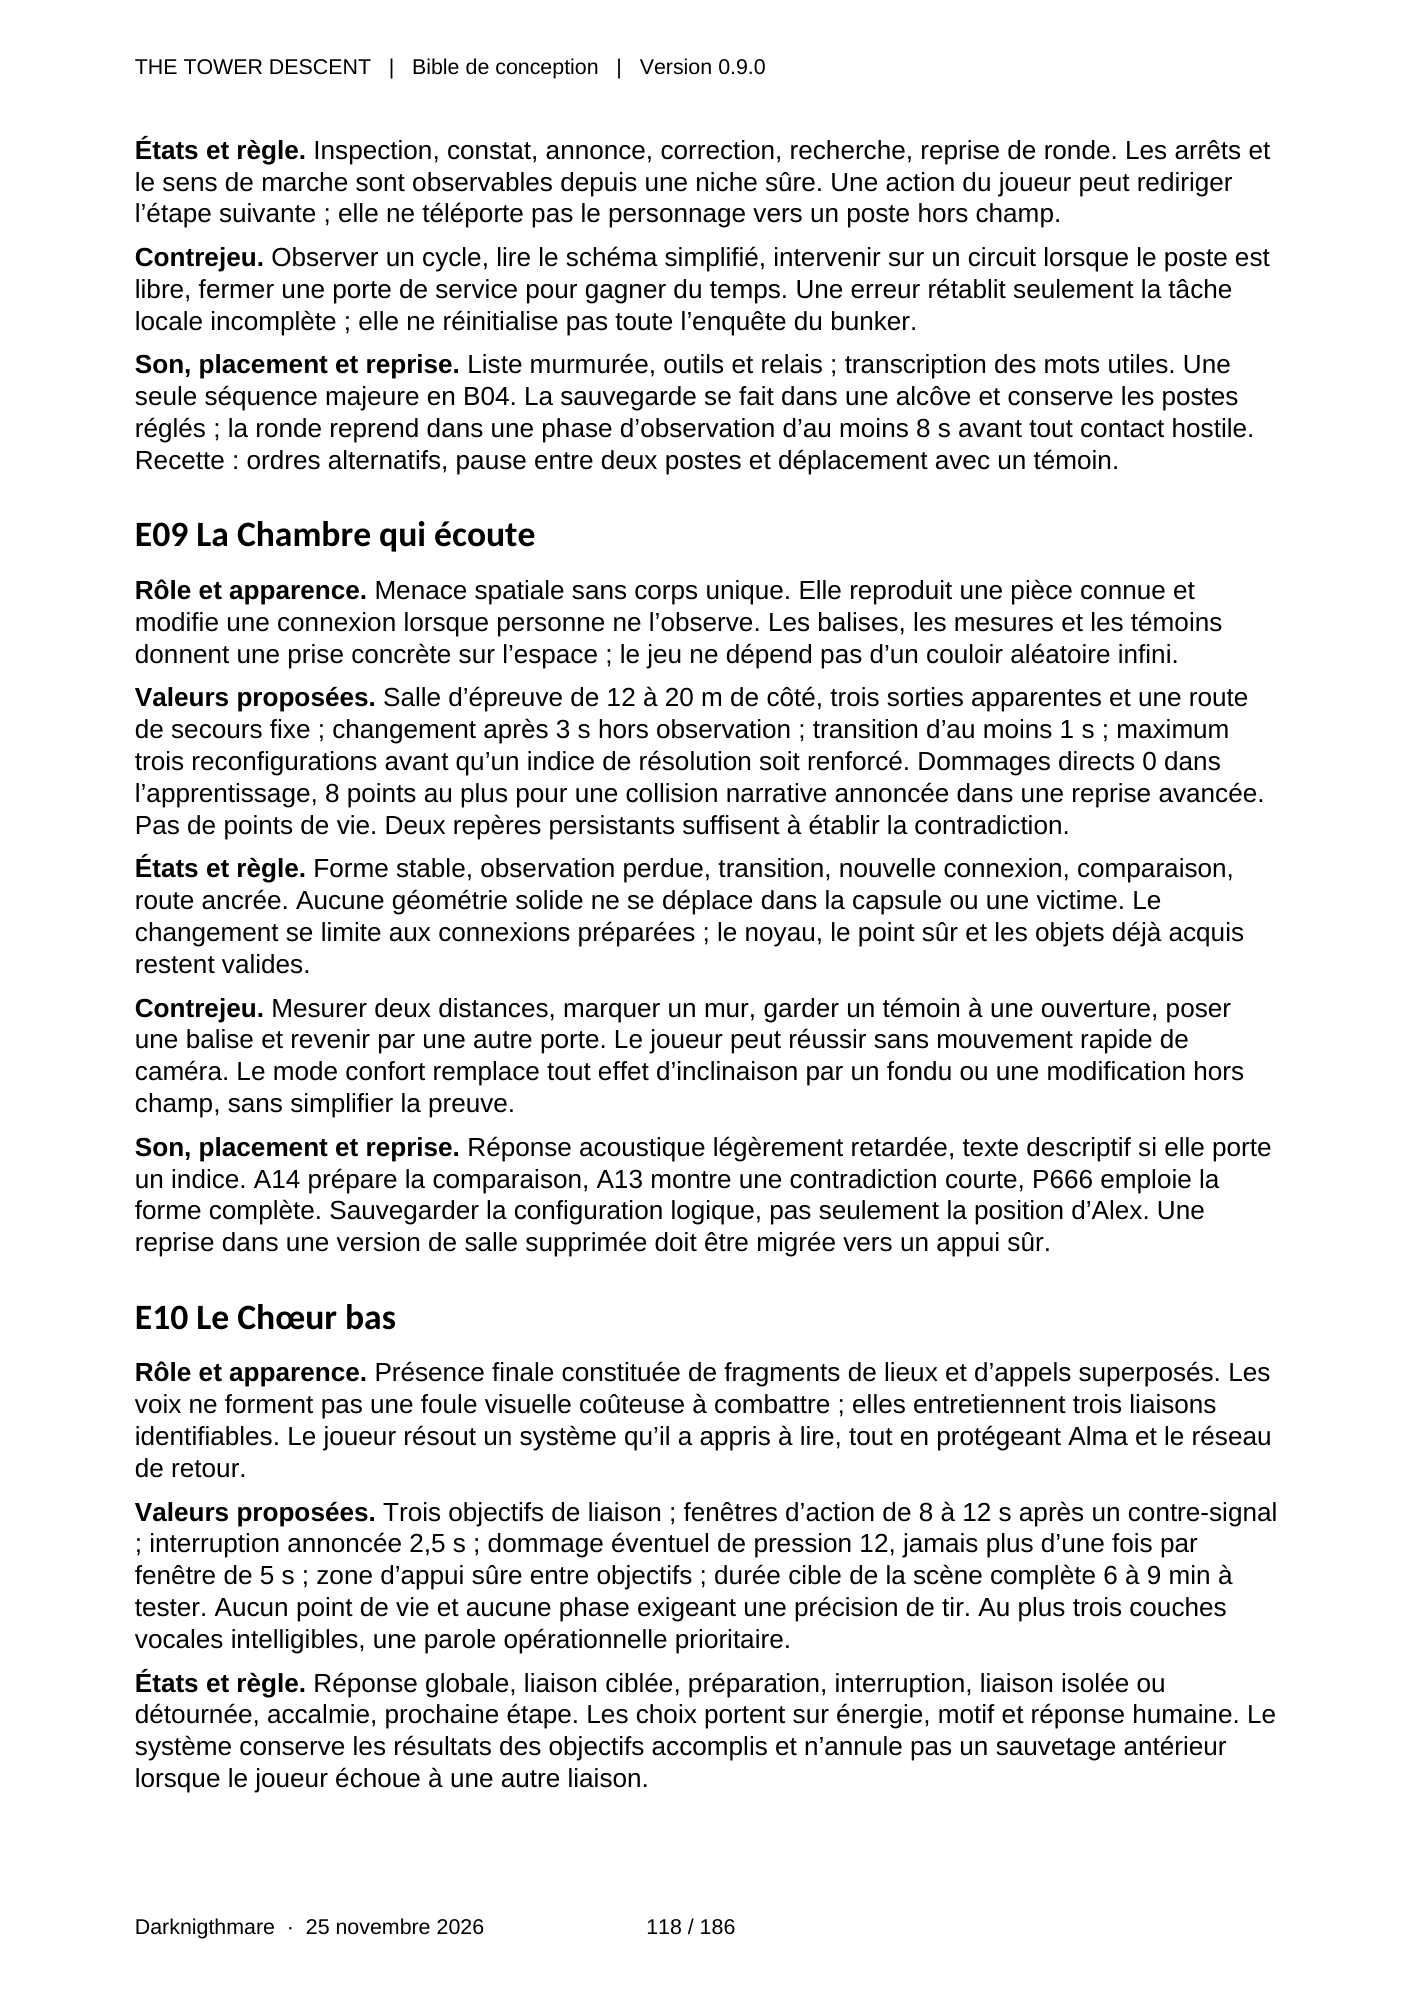 THE TOWER DESCENT | Bible de conception | Version 0.9.0
États et règle. Inspection, constat, annonce, correction, recherche, reprise de ronde. Les arrêts et
le sens de marche sont observables depuis une niche sûre. Une action du joueur peut rediriger
l’étape suivante ; elle ne téléporte pas le personnage vers un poste hors champ.
Contrejeu. Observer un cycle, lire le schéma simplifié, intervenir sur un circuit lorsque le poste est
libre, fermer une porte de service pour gagner du temps. Une erreur rétablit seulement la tâche
locale incomplète ; elle ne réinitialise pas toute l’enquête du bunker.
Son, placement et reprise. Liste murmurée, outils et relais ; transcription des mots utiles. Une
seule séquence majeure en B04. La sauvegarde se fait dans une alcôve et conserve les postes
réglés ; la ronde reprend dans une phase d’observation d’au moins 8 s avant tout contact hostile.
Recette : ordres alternatifs, pause entre deux postes et déplacement avec un témoin.
E09 La Chambre qui écoute
Rôle et apparence. Menace spatiale sans corps unique. Elle reproduit une pièce connue et
modifie une connexion lorsque personne ne l’observe. Les balises, les mesures et les témoins
donnent une prise concrète sur l’espace ; le jeu ne dépend pas d’un couloir aléatoire infini.
Valeurs proposées. Salle d’épreuve de 12 à 20 m de côté, trois sorties apparentes et une route
de secours fixe ; changement après 3 s hors observation ; transition d’au moins 1 s ; maximum
trois reconfigurations avant qu’un indice de résolution soit renforcé. Dommages directs 0 dans
l’apprentissage, 8 points au plus pour une collision narrative annoncée dans une reprise avancée.
Pas de points de vie. Deux repères persistants suffisent à établir la contradiction.
États et règle. Forme stable, observation perdue, transition, nouvelle connexion, comparaison,
route ancrée. Aucune géométrie solide ne se déplace dans la capsule ou une victime. Le
changement se limite aux connexions préparées ; le noyau, le point sûr et les objets déjà acquis
restent valides.
Contrejeu. Mesurer deux distances, marquer un mur, garder un témoin à une ouverture, poser
une balise et revenir par une autre porte. Le joueur peut réussir sans mouvement rapide de
caméra. Le mode confort remplace tout effet d’inclinaison par un fondu ou une modification hors
champ, sans simplifier la preuve.
Son, placement et reprise. Réponse acoustique légèrement retardée, texte descriptif si elle porte
un indice. A14 prépare la comparaison, A13 montre une contradiction courte, P666 emploie la
forme complète. Sauvegarder la configuration logique, pas seulement la position d’Alex. Une
reprise dans une version de salle supprimée doit être migrée vers un appui sûr.
E10 Le Chœur bas
Rôle et apparence. Présence finale constituée de fragments de lieux et d’appels superposés. Les
voix ne forment pas une foule visuelle coûteuse à combattre ; elles entretiennent trois liaisons
identifiables. Le joueur résout un système qu’il a appris à lire, tout en protégeant Alma et le réseau
de retour.
Valeurs proposées. Trois objectifs de liaison ; fenêtres d’action de 8 à 12 s après un contre-signal
; interruption annoncée 2,5 s ; dommage éventuel de pression 12, jamais plus d’une fois par
fenêtre de 5 s ; zone d’appui sûre entre objectifs ; durée cible de la scène complète 6 à 9 min à
tester. Aucun point de vie et aucune phase exigeant une précision de tir. Au plus trois couches
vocales intelligibles, une parole opérationnelle prioritaire.
États et règle. Réponse globale, liaison ciblée, préparation, interruption, liaison isolée ou
détournée, accalmie, prochaine étape. Les choix portent sur énergie, motif et réponse humaine. Le
système conserve les résultats des objectifs accomplis et n’annule pas un sauvetage antérieur
lorsque le joueur échoue à une autre liaison.
Darknigthmare · 25 novembre 2026 118 / 186